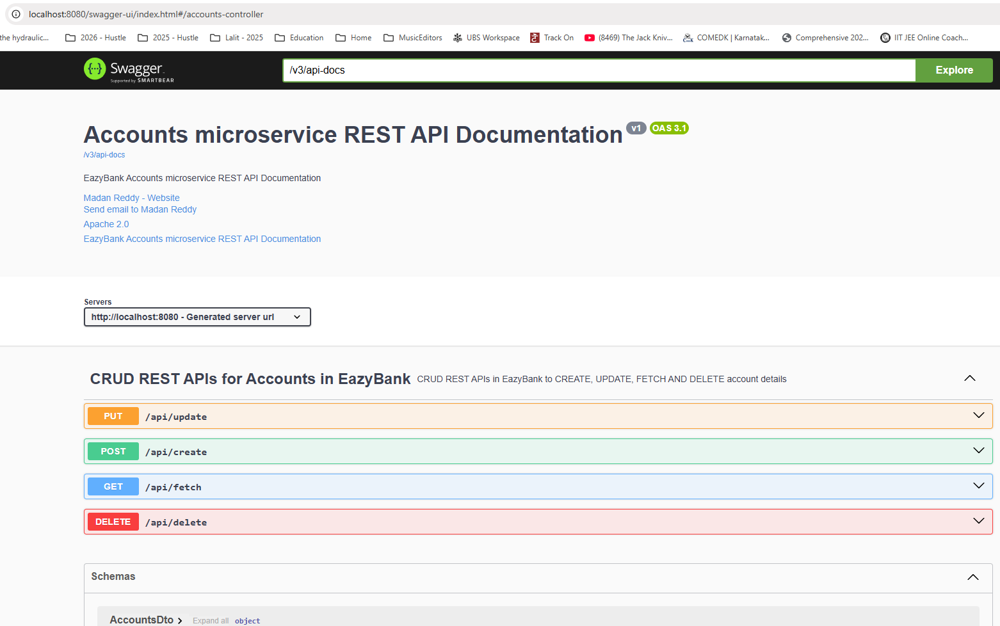 localhost:8080/swagger-ui/index.html#/accounts-controller
the hydraulic... 2026 - Hustle 2025 - Hustle Lalit - 2025 Education Home MusicEditors UBS Workspace Track On (8469) The Jack Kniv... COMEDK | Karnatak... Comprehensive 202... IIT JEE Online Coach...
{···} Swagger. /v3/api-docs Explore
Supported by SMARTBEAR
Accounts microservice REST API Documentation v1 OAS 3.1
/v3/api-docs
EazyBank Accounts microservice REST API Documentation
Madan Reddy - Website
Send email to Madan Reddy
Apache 2.0
EazyBank Accounts microservice REST API Documentation
Servers
http://localhost:8080 - Generated server url
CRUD REST APIs for Accounts in EazyBank CRUD REST APIs in EazyBank to CREATE, UPDATE, FETCH AND DELETE account details
PUT /api/update
POST /api/create
GET /api/fetch
DELETE /api/delete
Schemas
AccountsDto Expand all object